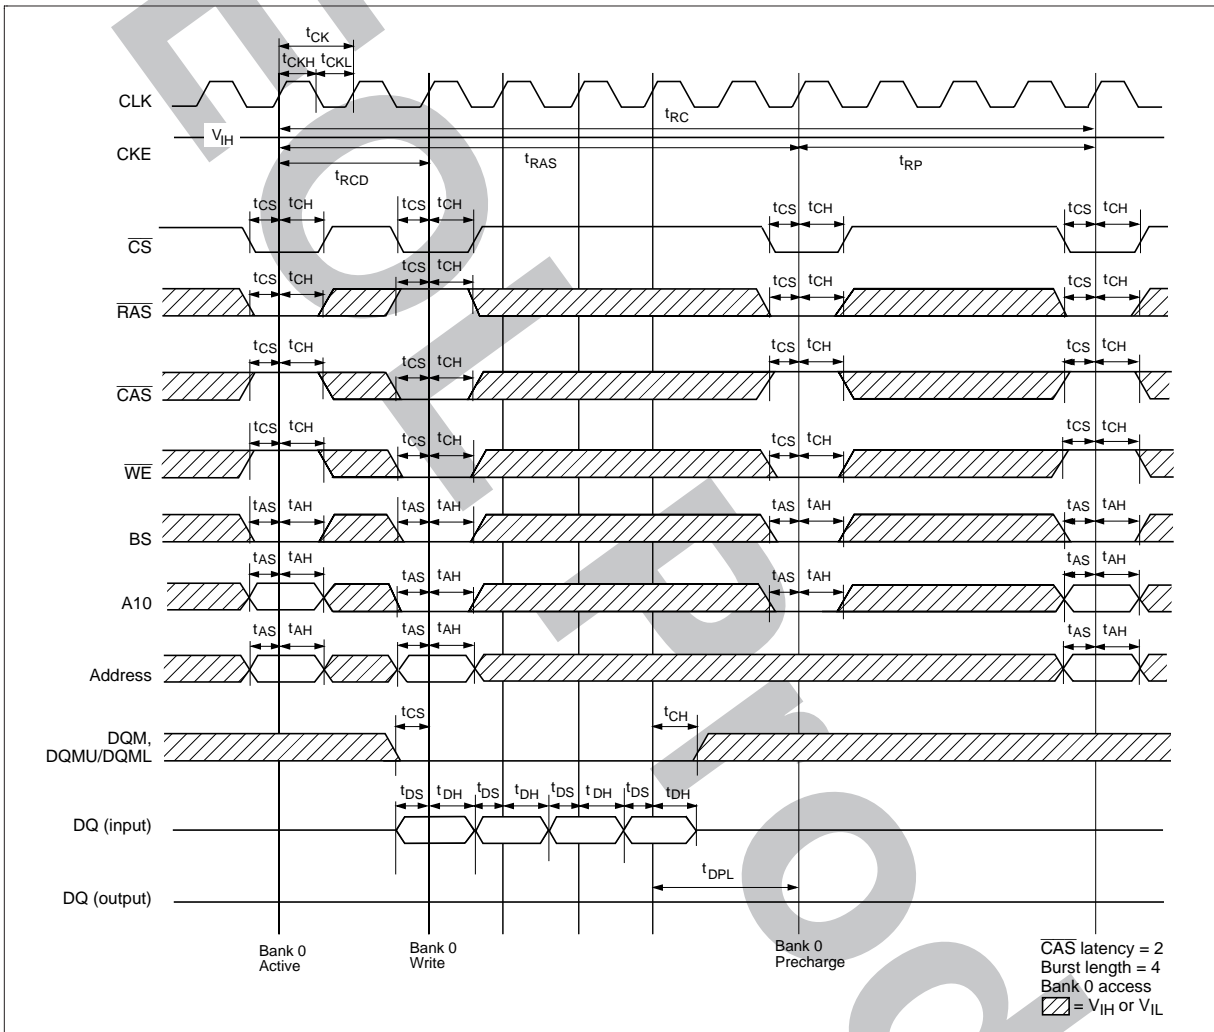 tCK
tCKH tCKL
CLK
tRC
VIH
CKE
tRCD tRAS tRP
tCS tCH tCS tCH tCS tCH tCS tCH
CS
tCS tCH tCS tCH tCS tCH tCS tCH
RAS
tCS tCH tCS tCH tCS tCH tCS tCH
CAS
tCS tCH tCS tCH tCS tCH tCS tCH
WE
tAS tAH tAS tAH tAS tAH tAS tAH
BS
tAS tAH tAS tAH tAS tAH tAS tAH
A10
tAS tAH tAS tAH tAS tAH
Address
tCS tCH
DQM,
DQMU/DQML
tDS tDH tDS tDH tDS tDH tDS tDH
DQ (input)
tDPL
DQ (output)
Bank 0
Active
Bank 0
Write
Bank 0
Precharge
CAS latency = 2
Burst length = 4
Bank 0 access
= VIH or VIL
EOL Prod